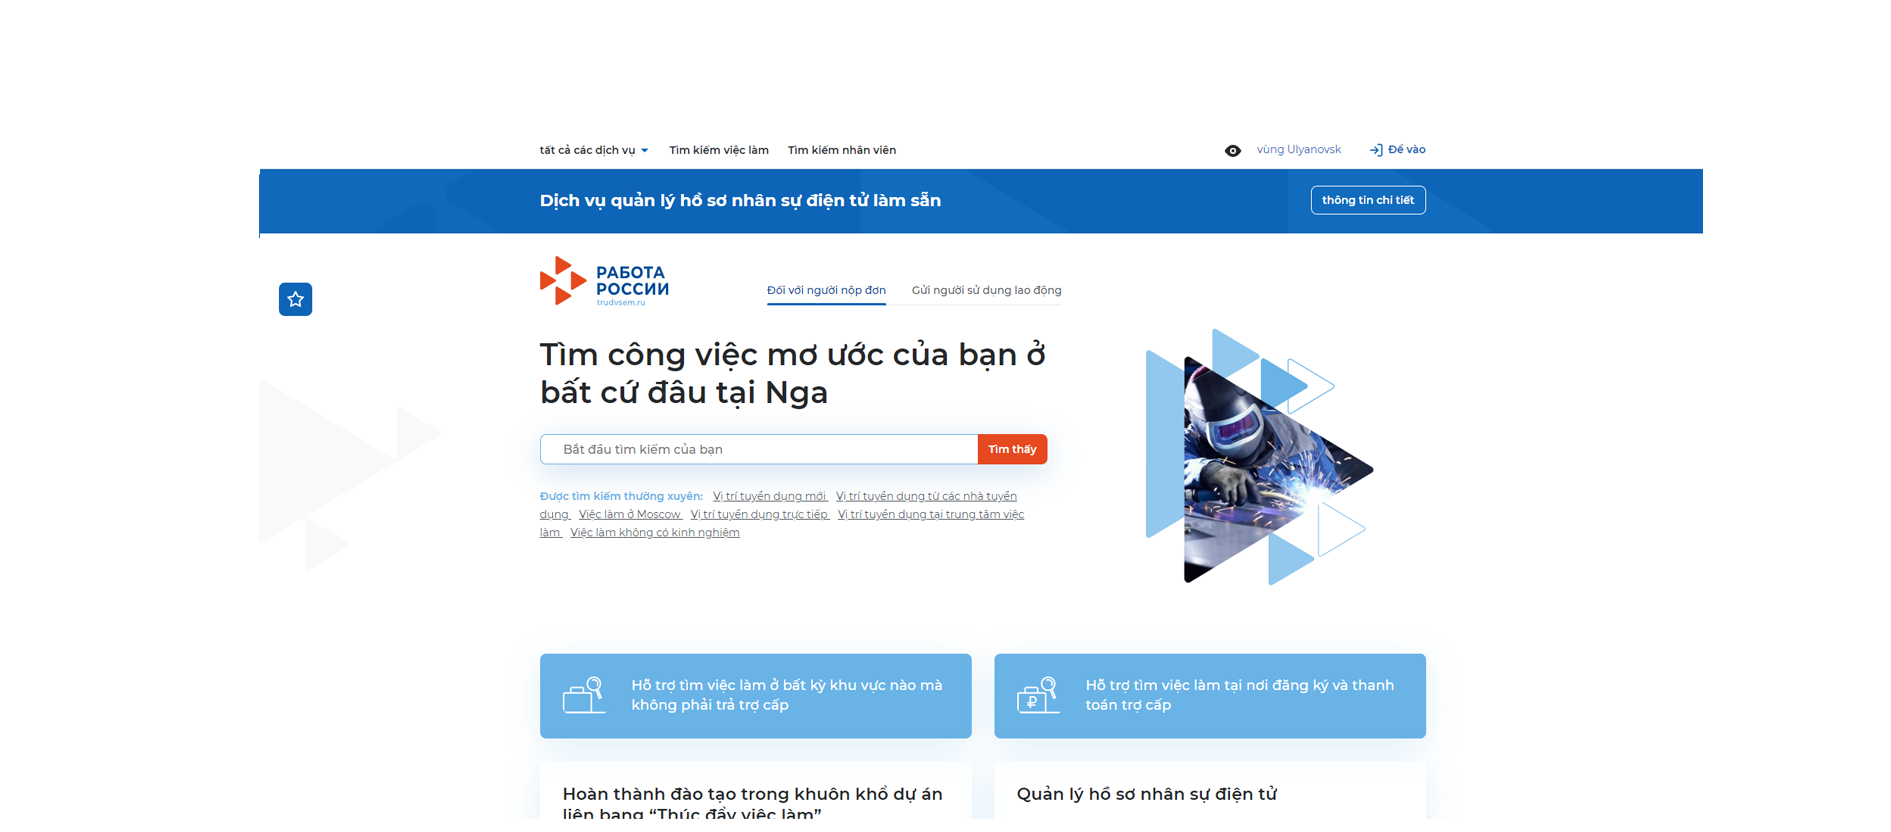 tất cả các dịch vụ Tìm kiếm việc làm Tìm kiếm nhân viên vùng Ulyanovsk Để vào
Dịch vụ quản lý hồ sơ nhân sự điện tử làm sẵn thông tin chi tiết
РАБОТА
РОССИИ
trudvsem.ru
Đối với người nộp đơn Gửi người sử dụng lao động
Tìm công việc mơ ước của bạn ở
bất cứ đâu tại Nga
Bắt đầu tìm kiếm của bạn Tìm thấy
Được tìm kiếm thường xuyên: Vị trí tuyển dụng mới Vị trí tuyển dụng từ các nhà tuyển
dụng Việc làm ở Moscow Vị trí tuyển dụng trực tiếp Vị trí tuyển dụng tại trung tâm việc
làm Việc làm không có kinh nghiệm
Hỗ trợ tìm việc làm ở bất kỳ khu vực nào mà
không phải trả trợ cấp
Hỗ trợ tìm việc làm tại nơi đăng ký và thanh
toán trợ cấp
Hoàn thành đào tạo trong khuôn khổ dự án
liên bang “Thúc đẩy việc làm”
Quản lý hồ sơ nhân sự điện tử